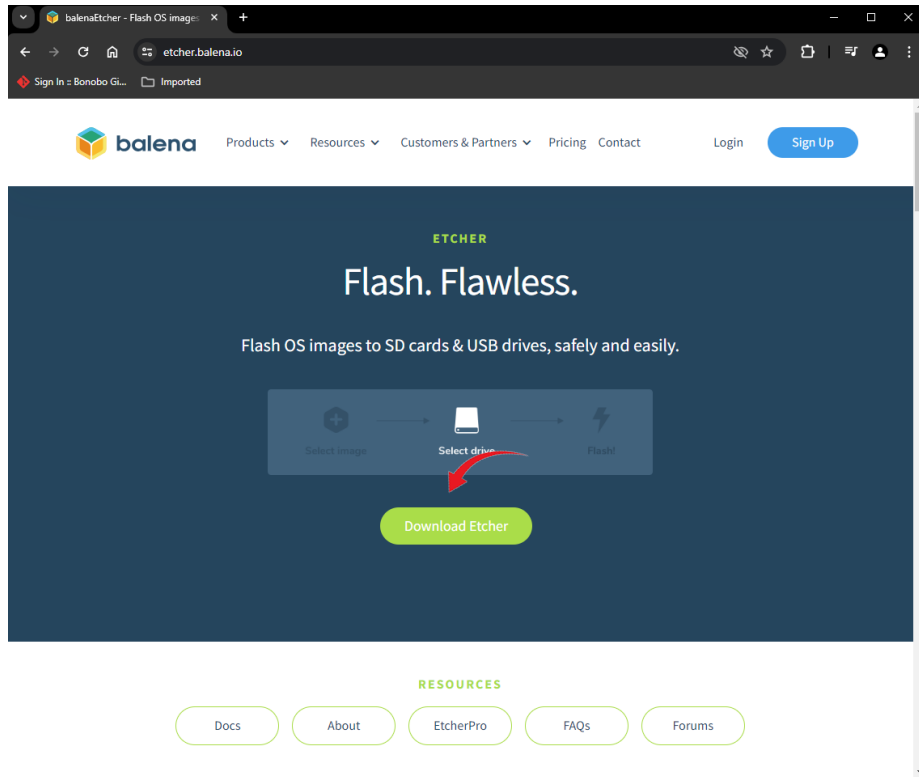 balenaEtcher - Flash OS images
etcher.balena.io
Sign In :: Bonobo Gi... Imported
balena Products Resources Customers & Partners Pricing Contact Login Sign Up
ETCHER
Flash. Flawless.
Flash OS images to SD cards & USB drives, safely and easily.
Select image Select drive Flash!
Download Etcher
RESOURCES
Docs About EtcherPro FAQs Forums